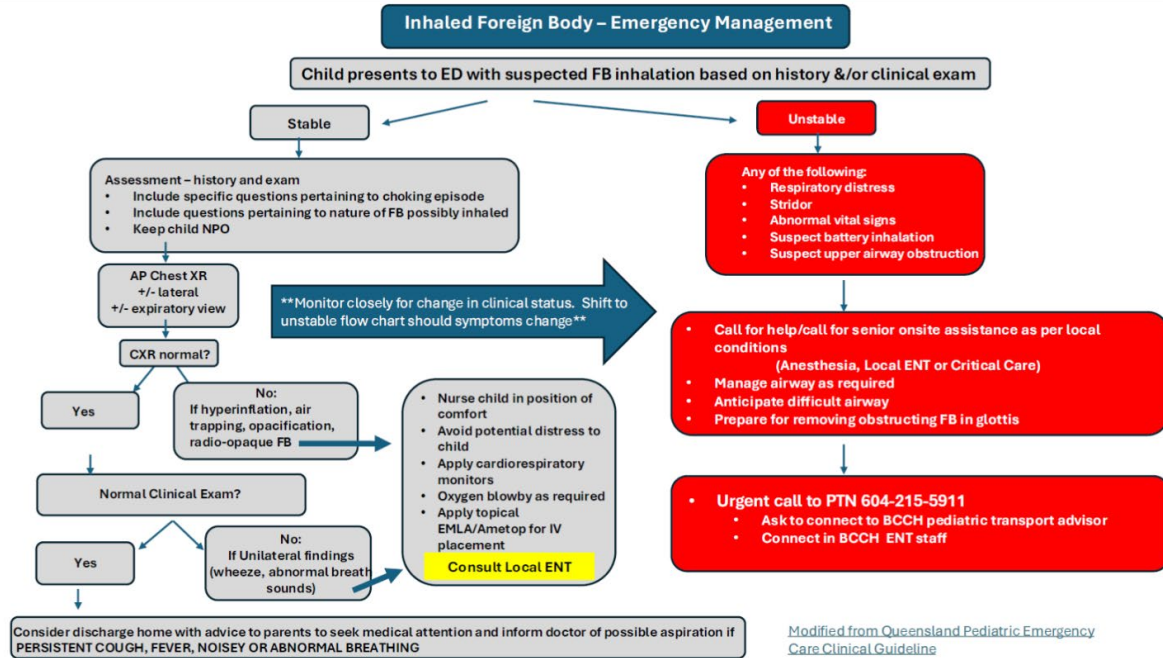 Inhaled Foreign Body – Emergency Management
Child presents to ED with suspected FB inhalation based on history &/or clinical exam
Stable
Unstable
Assessment – history and exam
• Include specific questions pertaining to choking episode
• Include questions pertaining to nature of FB possibly inhaled
• Keep child NPO
Any of the following:
• Respiratory distress
• Stridor
• Abnormal vital signs
• Suspect battery inhalation
• Suspect upper airway obstruction
AP Chest XR
+/- lateral
+/- expiratory view
**Monitor closely for change in clinical status. Shift to
unstable flow chart should symptoms change**
• Call for help/call for senior onsite assistance as per local
conditions
(Anesthesia, Local ENT or Critical Care)
• Manage airway as required
• Anticipate difficult airway
• Prepare for removing obstructing FB in glottis
CXR normal?
Yes
No:
If hyperinflation, air
trapping, opacification,
radio-opaque FB
• Nurse child in position of
comfort
• Avoid potential distress to
child
• Apply cardiorespiratory
monitors
• Oxygen blowby as required
• Apply topical
EMLA/Ametop for IV
placement
Consult Local ENT
Normal Clinical Exam?
• Urgent call to PTN 604-215-5911
• Ask to connect to BCCH pediatric transport advisor
• Connect in BCCH ENT staff
Yes
No:
If Unilateral findings
(wheeze, abnormal breath
sounds)
Consider discharge home with advice to parents to seek medical attention and inform doctor of possible aspiration if
PERSISTENT COUGH, FEVER, NOISEY OR ABNORMAL BREATHING
Modified from Queensland Pediatric Emergency
Care Clinical Guideline